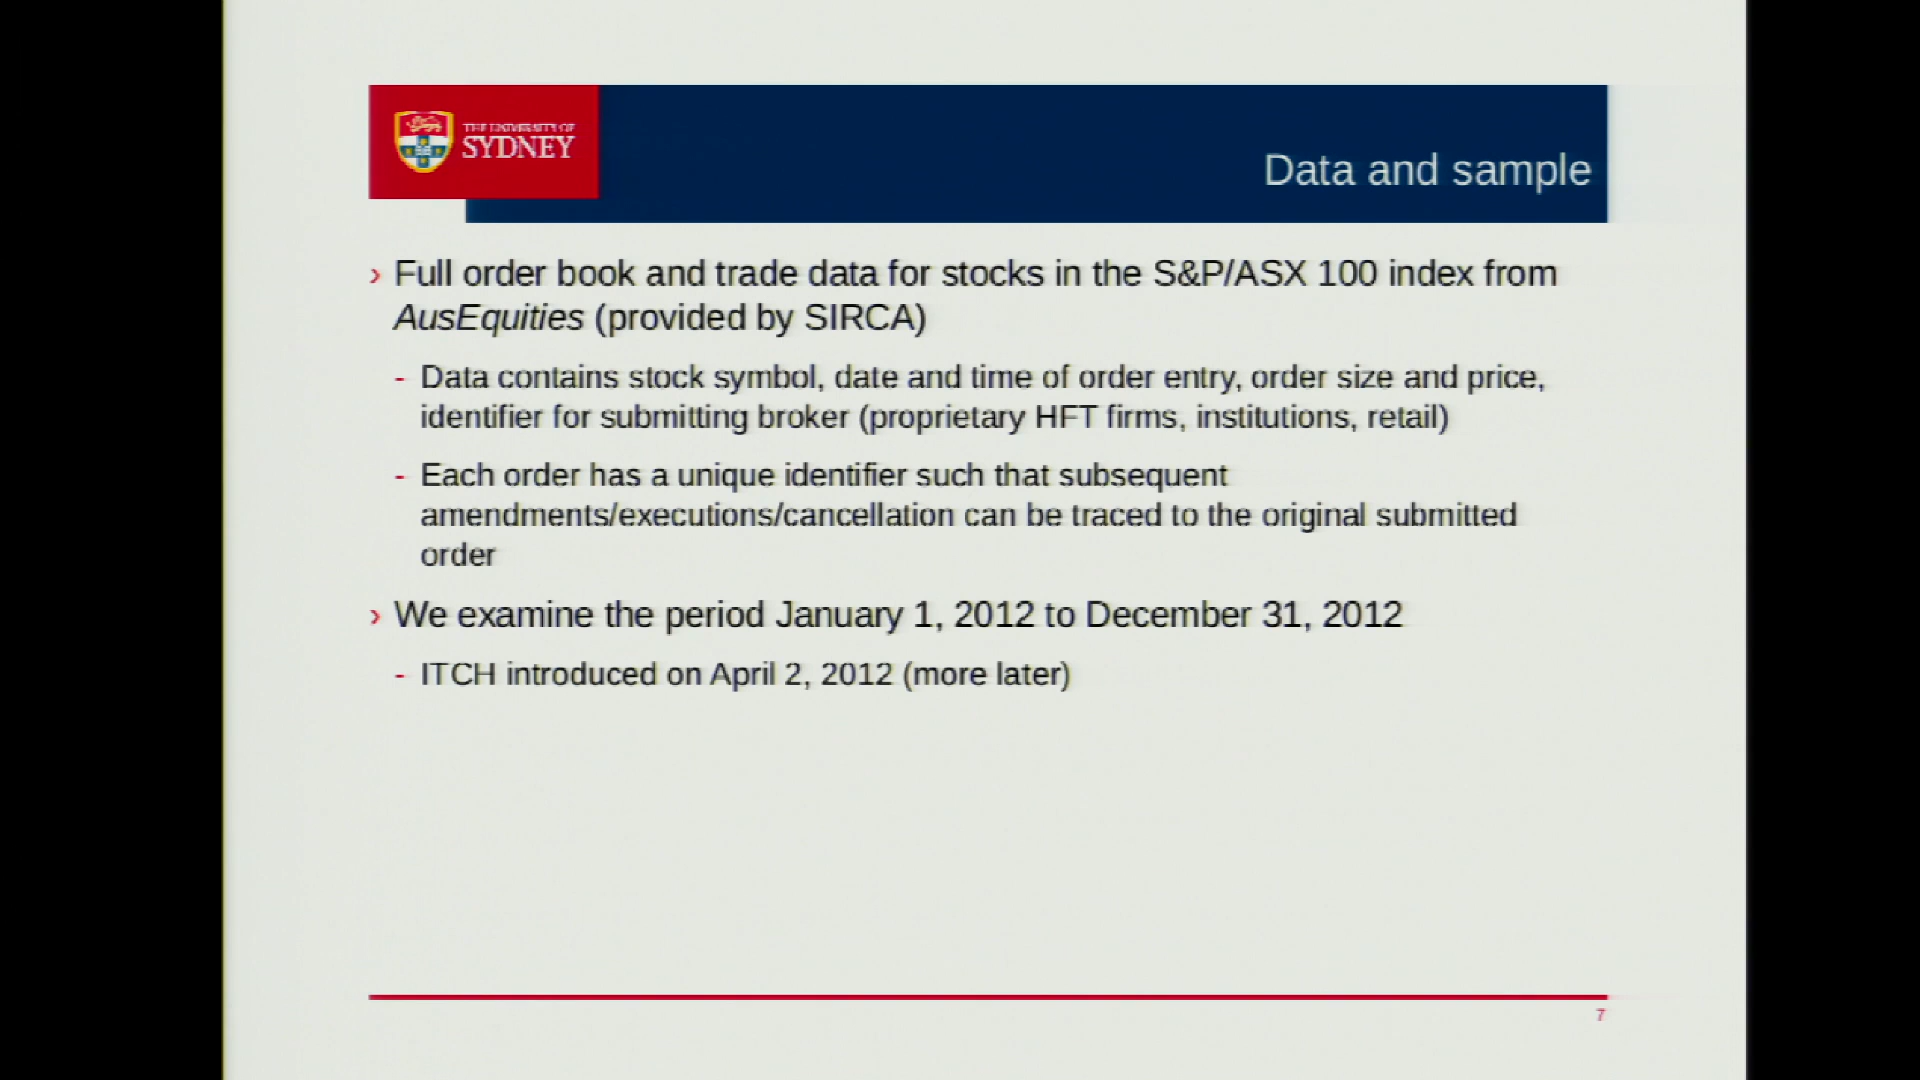 THE UNIVERSITY OF
SYDNEY
Data and sample
› Full order book and trade data for stocks in the S&P/ASX 100 index from
AusEquities (provided by SIRCA)
- Data contains stock symbol, date and time of order entry, order size and price,
identifier for submitting broker (proprietary HFT firms, institutions, retail)
- Each order has a unique identifier such that subsequent
amendments/executions/cancellation can be traced to the original submitted
order
› We examine the period January 1, 2012 to December 31, 2012
- ITCH introduced on April 2, 2012 (more later)
7